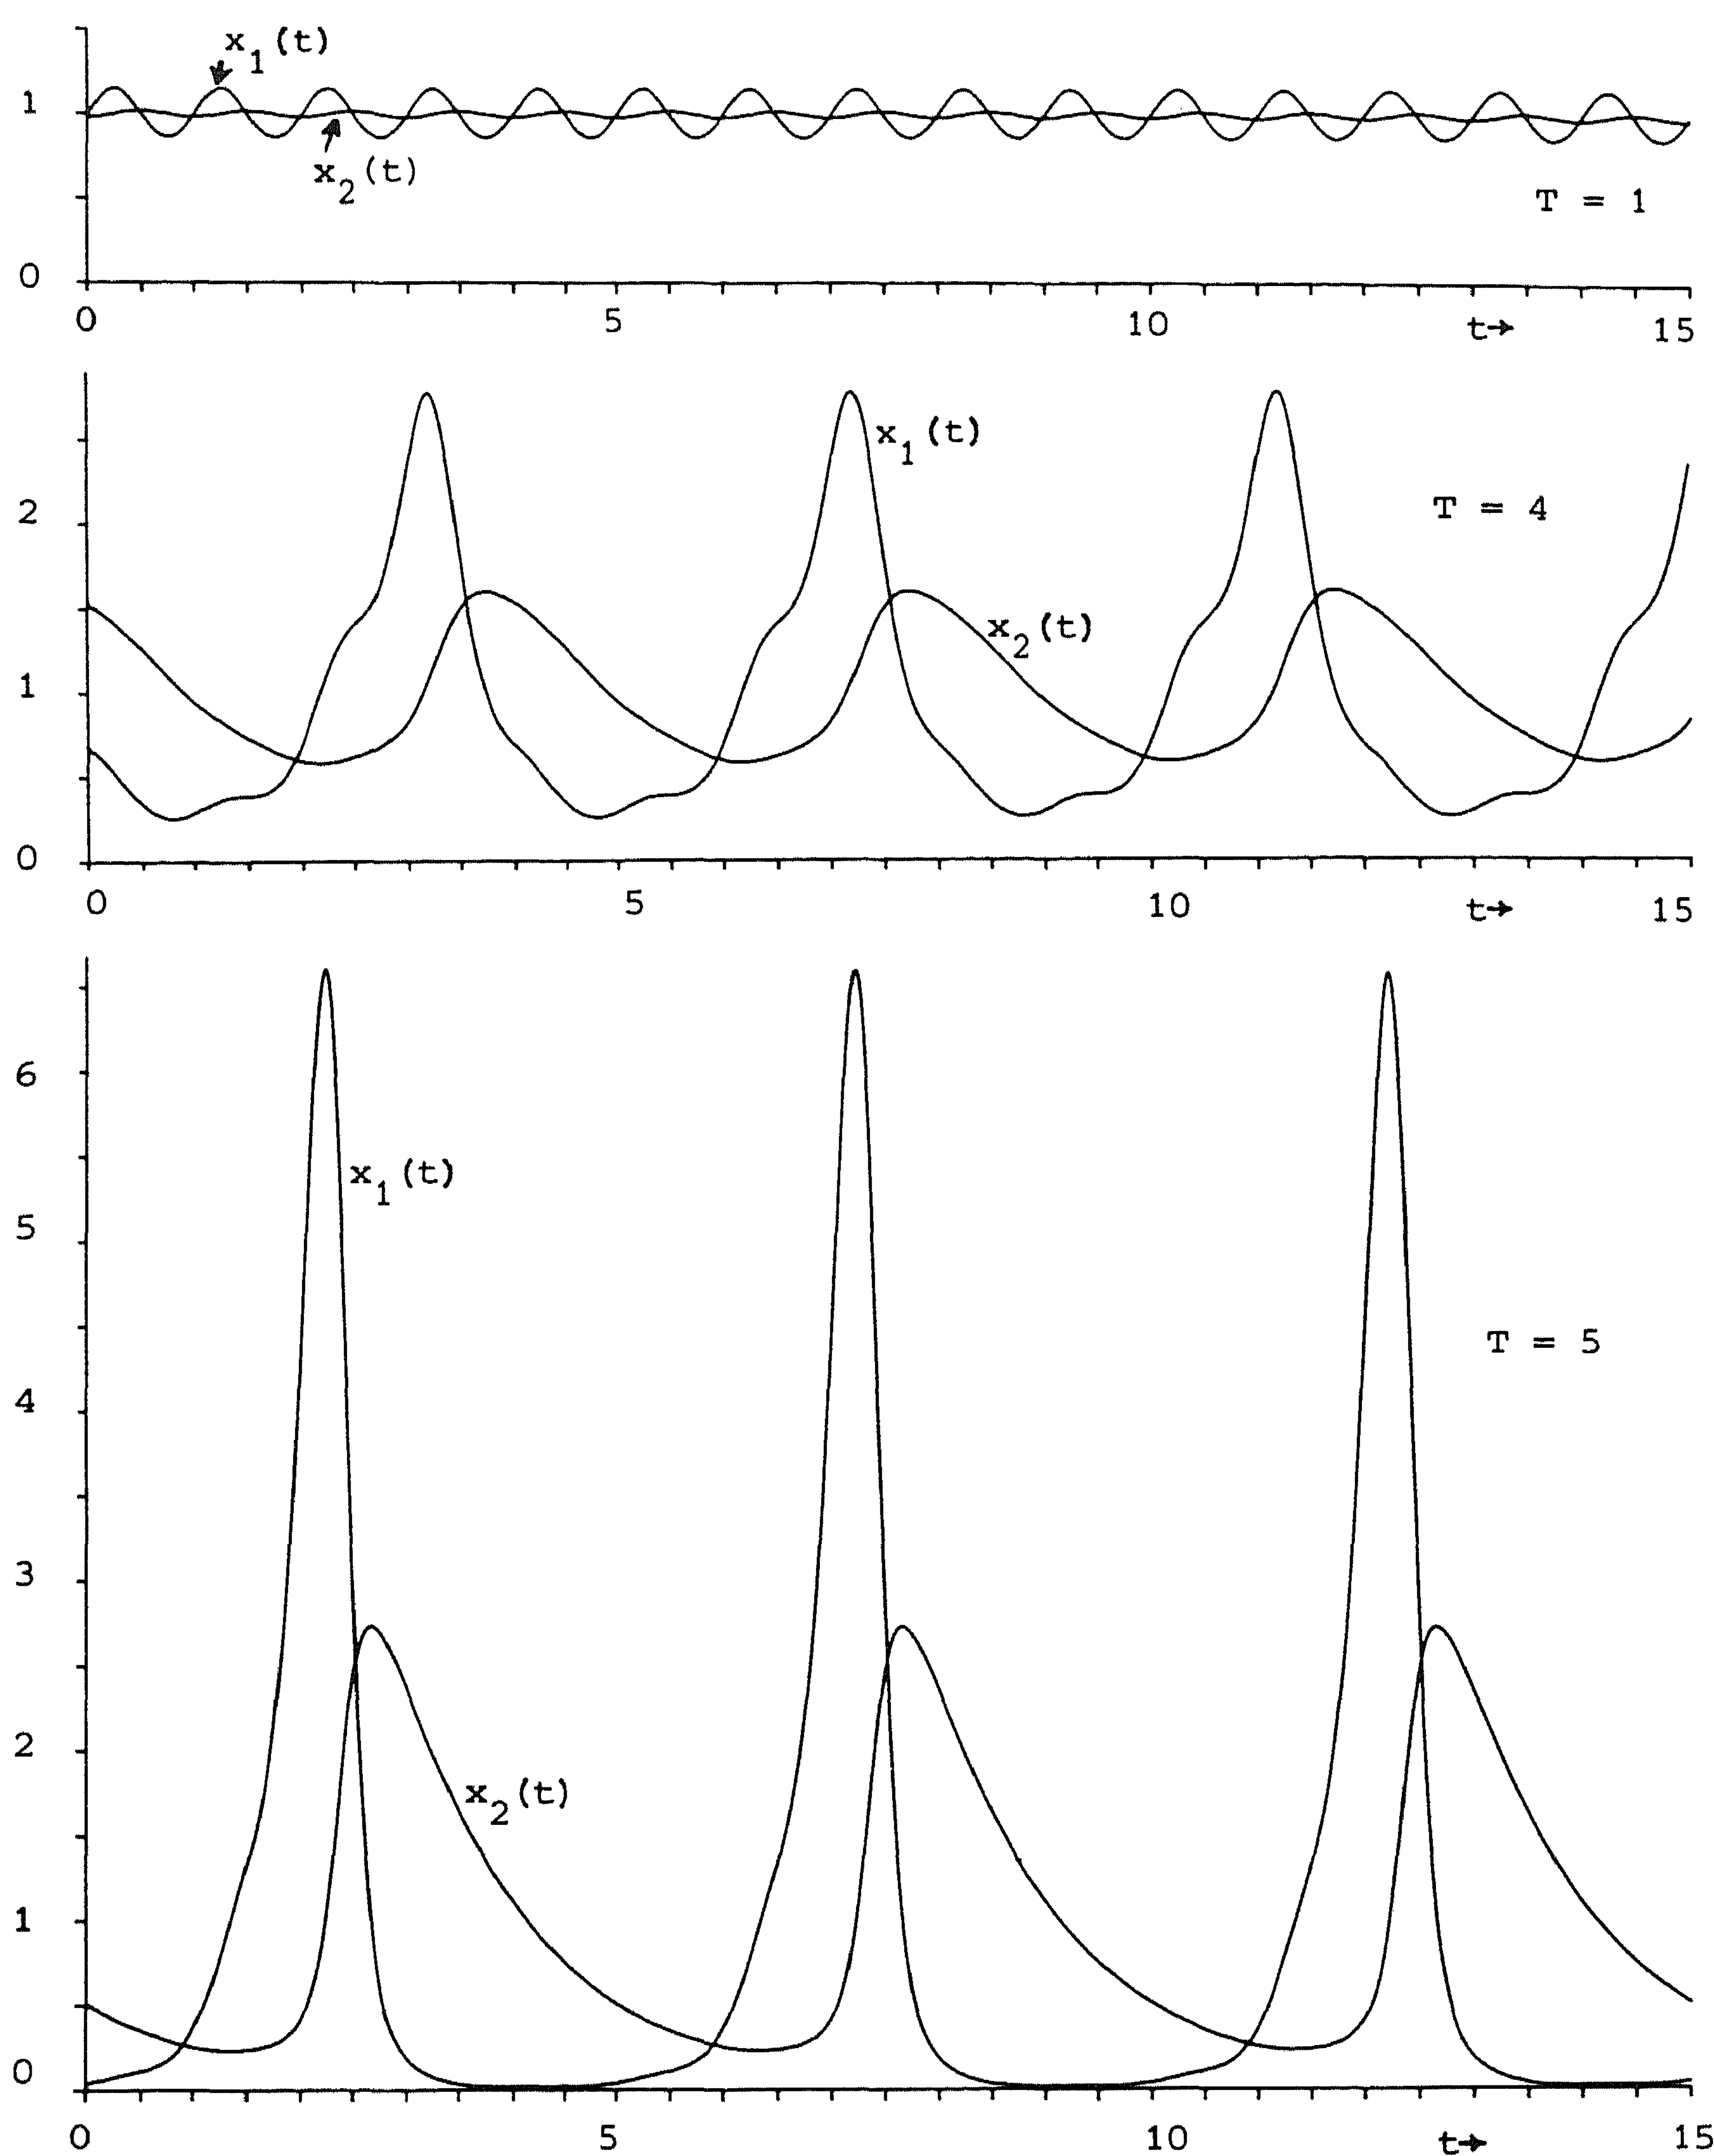 x1(t)
1
x2(t)
T = 1
0
0 5 10 t→ 15
x1(t)
2
T = 4
x2(t)
1
0
0 5 10 t→ 15
6
x1(t)
5
T = 5
4
3
2
x2(t)
1
0
0 5 10 t→ 15